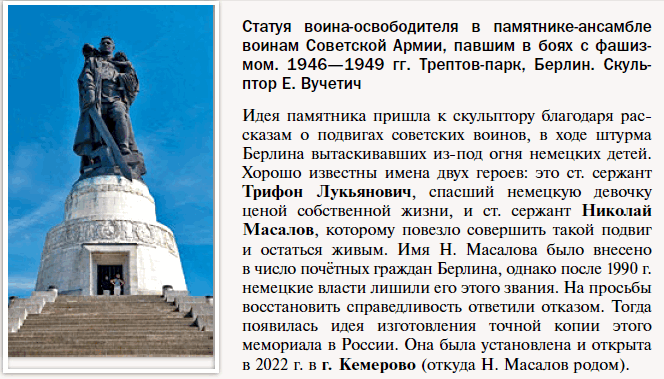 Статуя воина-освободителя в памятнике-ансамбле
воинам Советской Армии, павшим в боях с фашиз-
мом. 1946—1949 гг. Трептов-парк, Берлин. Скуль-
птор Е. Вучетич
Идея памятника пришла к скульптору благодаря рас-
сказам о подвигах советских воинов, в ходе штурма
Берлина вытаскивавших из-под огня немецких детей.
Хорошо известны имена двух героев: это ст. сержант
Трифон Лукьянович, спасший немецкую девочку
ценой собственной жизни, и ст. сержант Николай
Масалов, которому повезло совершить такой подвиг
и остаться живым. Имя Н. Масалова было внесено
в число почётных граждан Берлина, однако после 1990 г.
немецкие власти лишили его этого звания. На просьбы
восстановить справедливость ответили отказом. Тогда
появилась идея изготовления точной копии этого
мемориала в России. Она была установлена и открыта
в 2022 г. в г. Кемерово (откуда Н. Масалов родом).